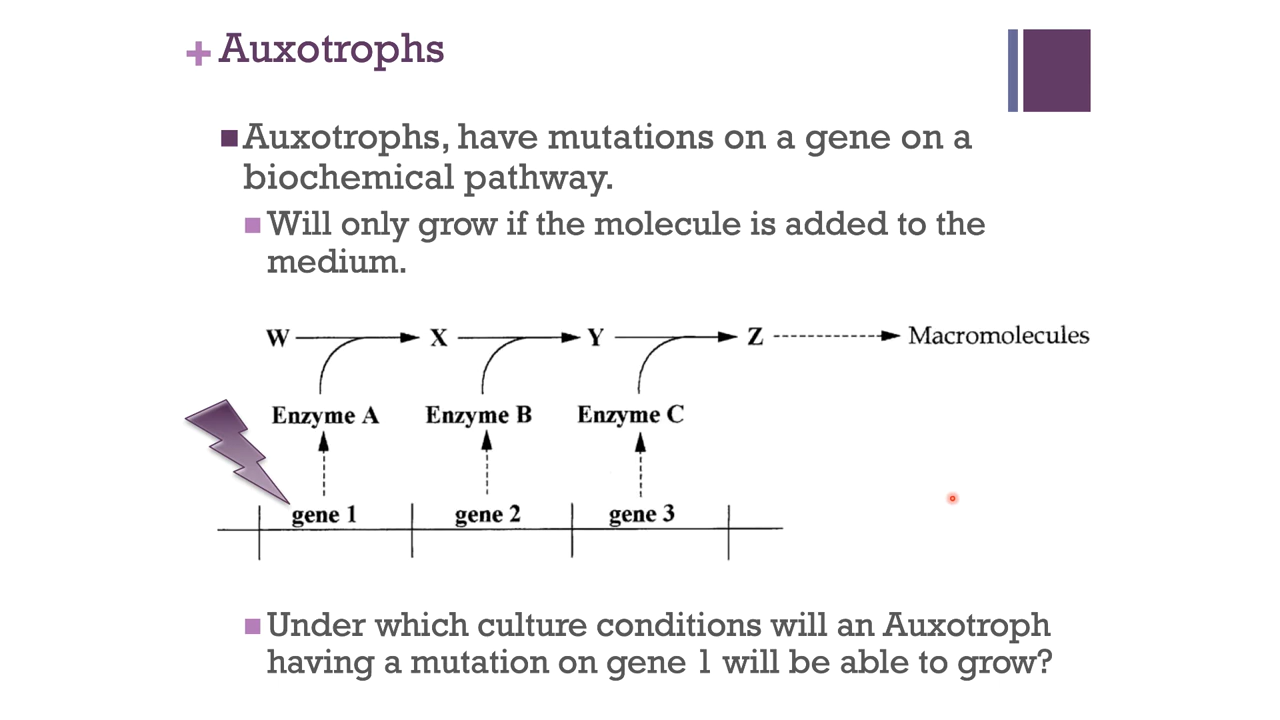 + Auxotrophs
Auxotrophs, have mutations on a gene on a
biochemical pathway.
Will only grow if the molecule is added to the
medium.
W X Y Z Macromolecules
Enzyme A Enzyme B Enzyme C
gene 1 gene 2 gene 3
Under which culture conditions will an Auxotroph
having a mutation on gene 1 will be able to grow?